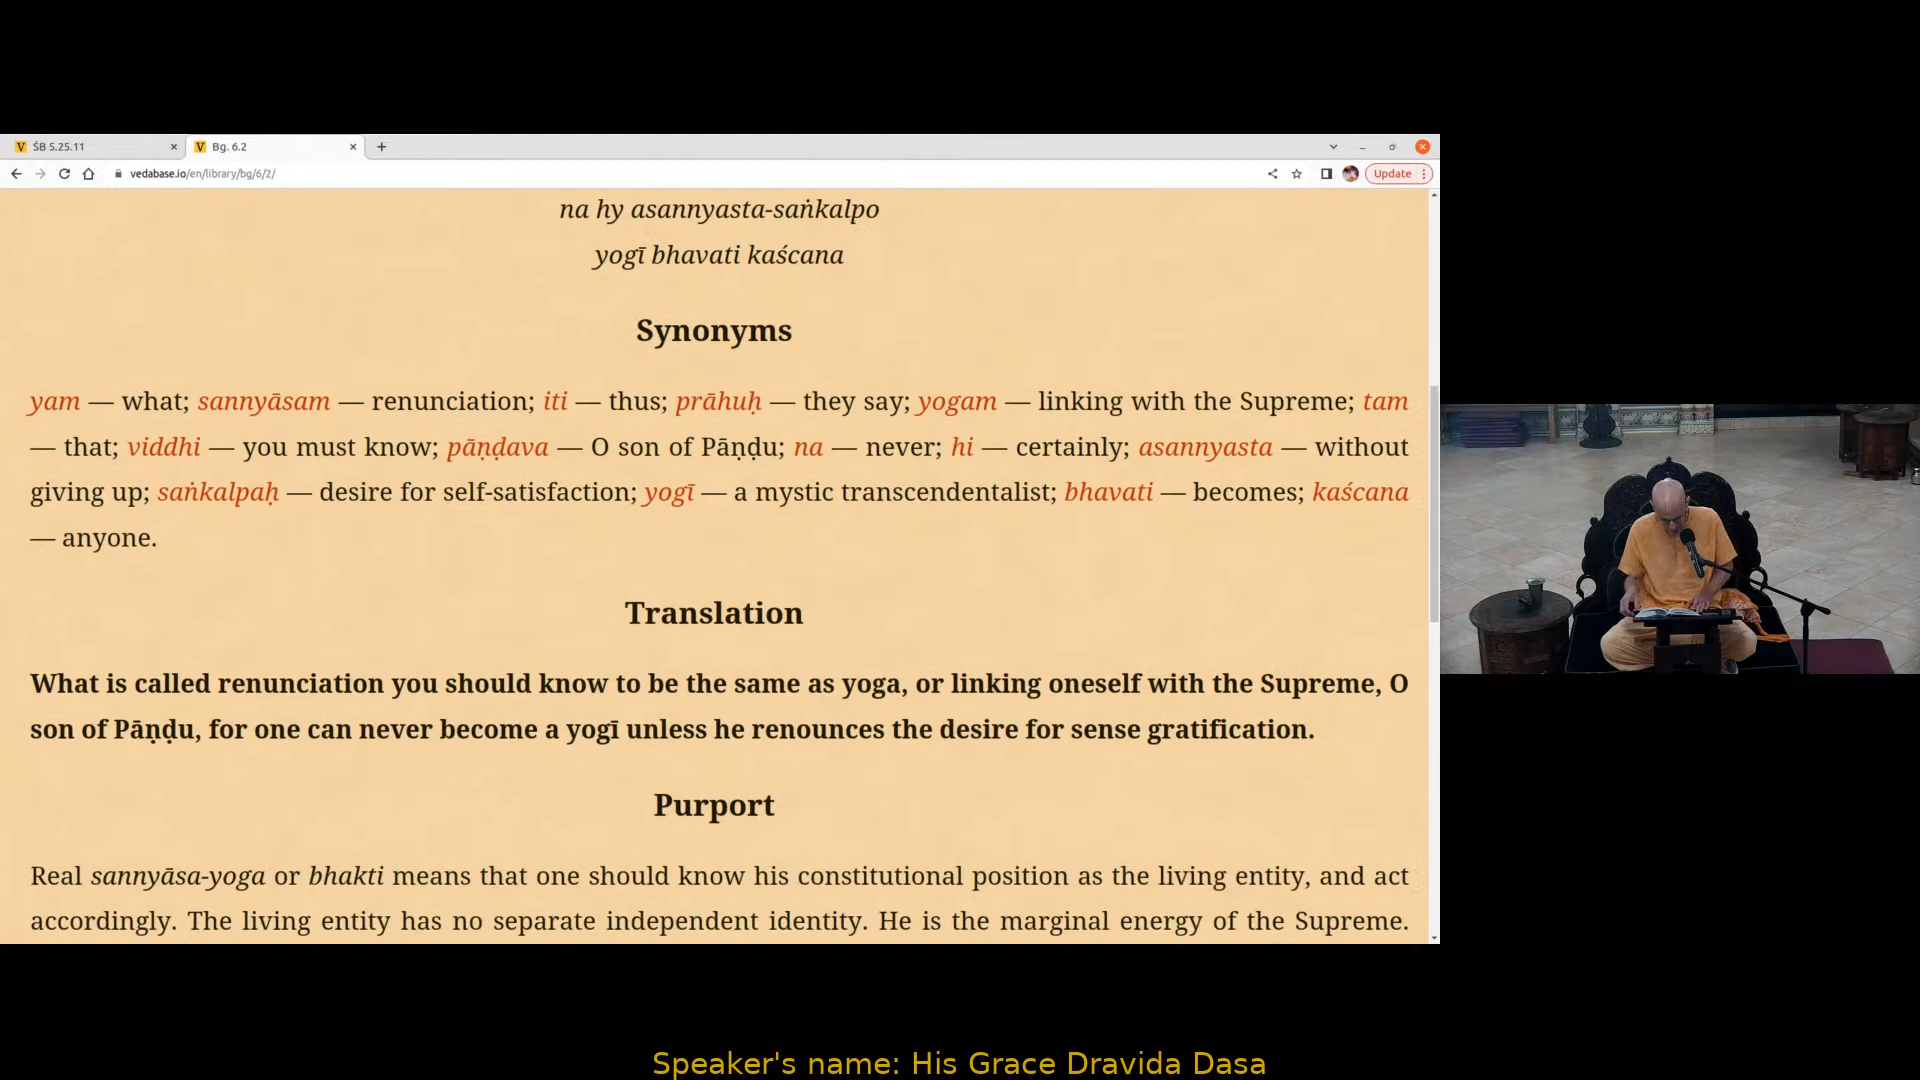 ŚB 5.25.11
Bg. 6.2
vedabase.io/en/library/bg/6/2/
Update
na hy asannyasta-saṅkalpo
yogī bhavati kaścana
Synonyms
yam — what; sannyāsam — renunciation; iti — thus; prāhuḥ — they say; yogam — linking with the Supreme; tam
— that; viddhi — you must know; pāṇḍava — O son of Pāṇḍu; na — never; hi — certainly; asannyasta — without
giving up; saṅkalpaḥ — desire for self-satisfaction; yogī — a mystic transcendentalist; bhavati — becomes; kaścana
— anyone.
Translation
What is called renunciation you should know to be the same as yoga, or linking oneself with the Supreme, O
son of Pāṇḍu, for one can never become a yogī unless he renounces the desire for sense gratification.
Purport
Real sannyāsa-yoga or bhakti means that one should know his constitutional position as the living entity, and act
accordingly. The living entity has no separate independent identity. He is the marginal energy of the Supreme.
Speaker's name: His Grace Dravida Dasa